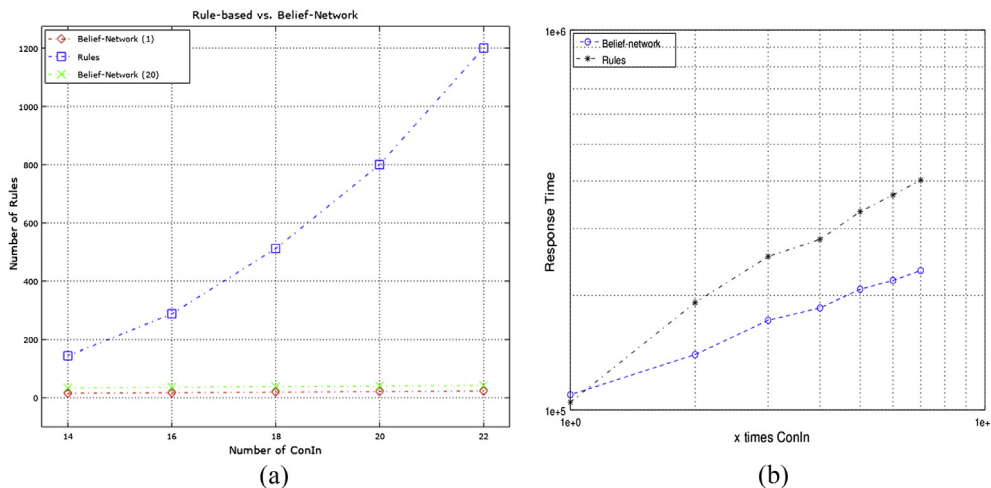 Rule-based vs. Belief-Network
Belief-Network (1)
Rules
Belief-Network (20)
Number of Rules
1200
1000
800
600
400
200
0
14 16 18 20 22
Number of ConIn
(a)
1e+6
Belief-network
Rules
Response Time
1e+5
1e+0 1e+
x times ConIn
(b)